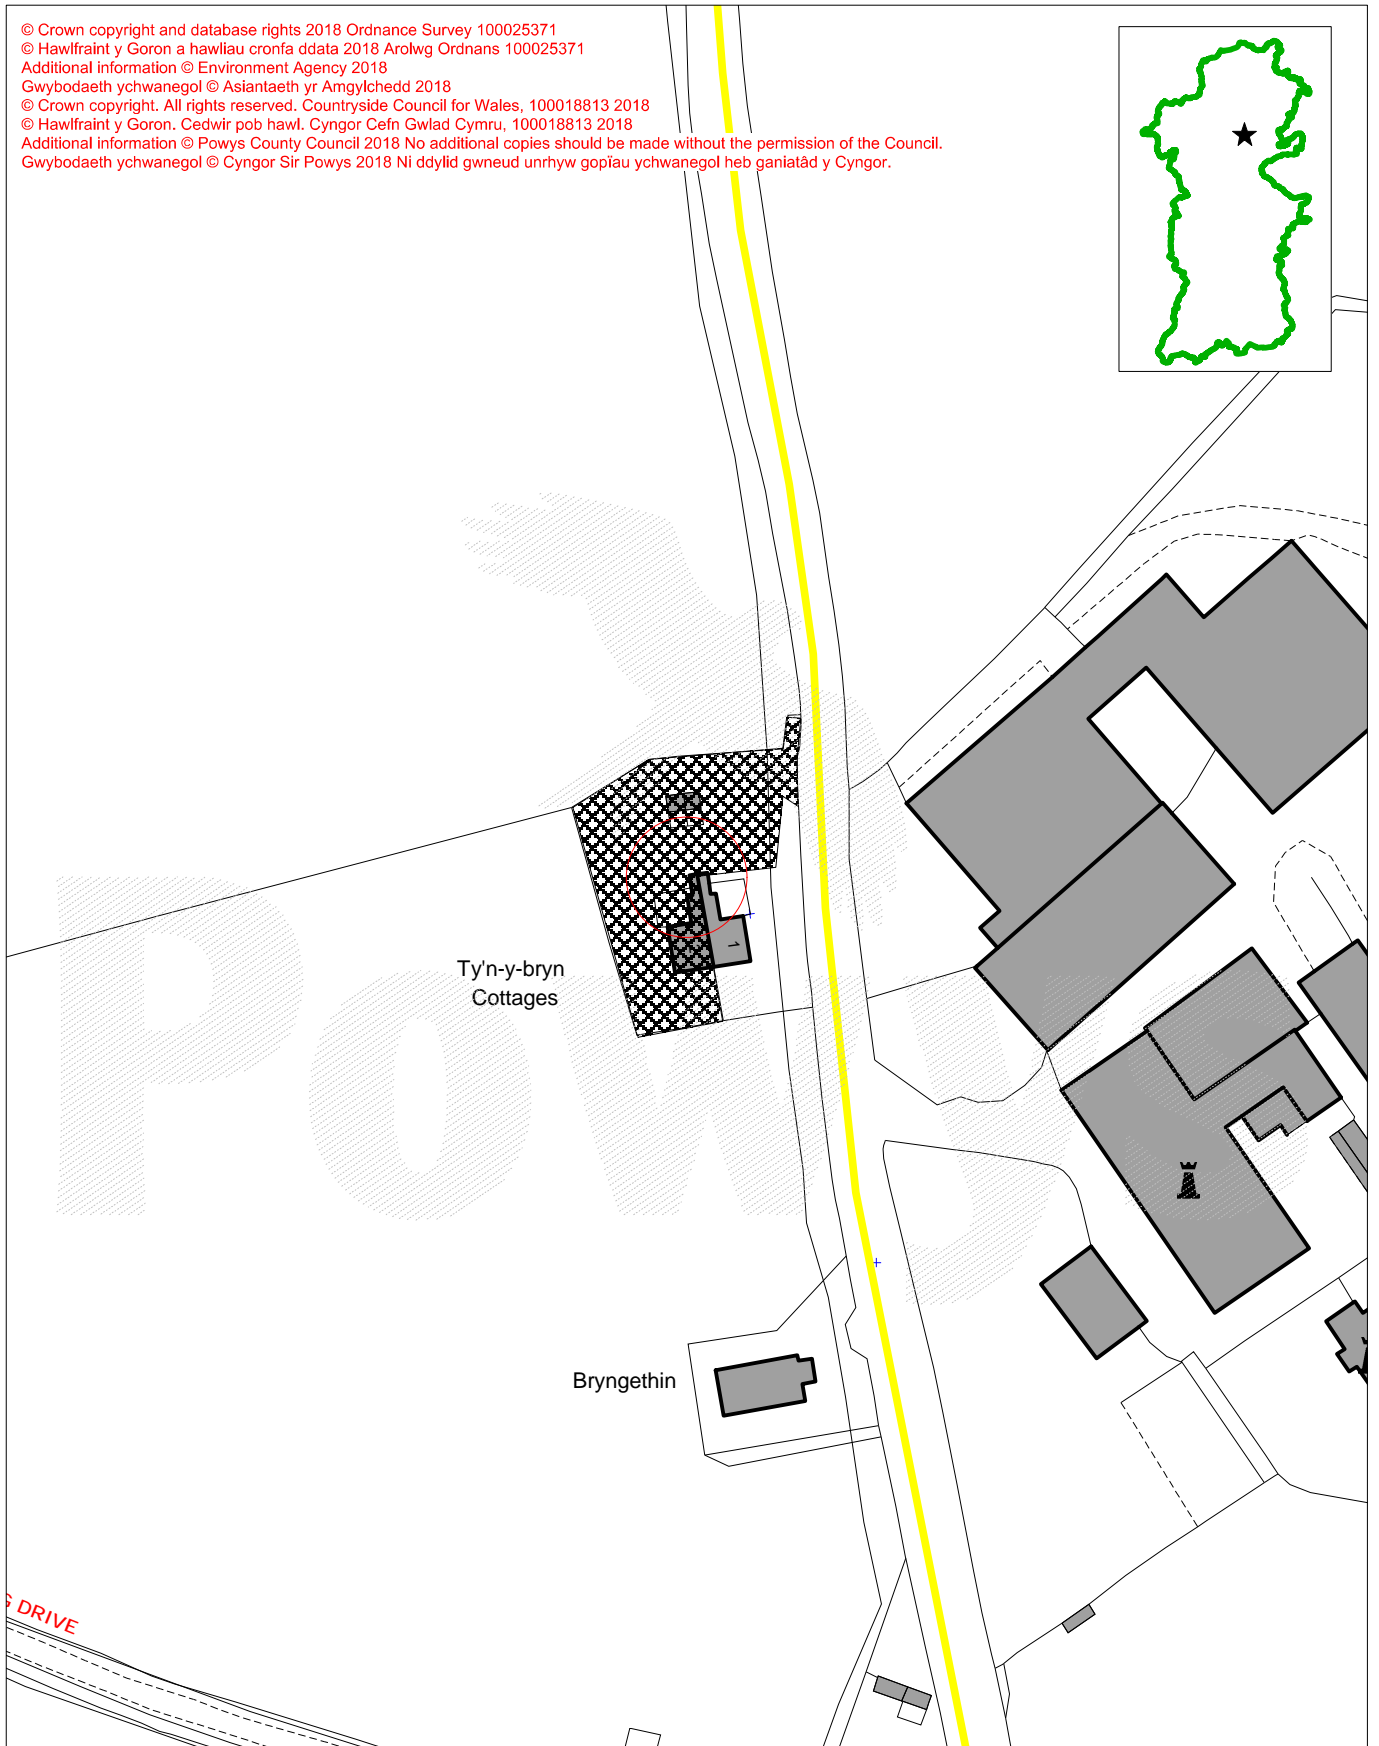 © Crown copyright and database rights 2018 Ordnance Survey 100025371
© Hawlfraint y Goron a hawliau cronfa ddata 2018 Arolwg Ordnans 100025371
Additional information © Environment Agency 2018
Gwybodaeth ychwanegol © Asiantaeth yr Amgylchedd 2018
© Crown copyright. All rights reserved. Countryside Council for Wales, 100018813 2018
© Hawlfraint y Goron. Cedwir pob hawl. Cyngor Cefn Gwlad Cymru, 100018813 2018
Additional information © Powys County Council 2018 No additional copies should be made without the permission of the Council.
Gwybodaeth ychwanegol © Cyngor Sir Powys 2018 Ni ddylid gwneud unrhyw gopïau ychwanegol heb ganiatâd y Cyngor.
1
Ty'n-y-bryn
Cottages
Powys
Bryngethin
DRIVE